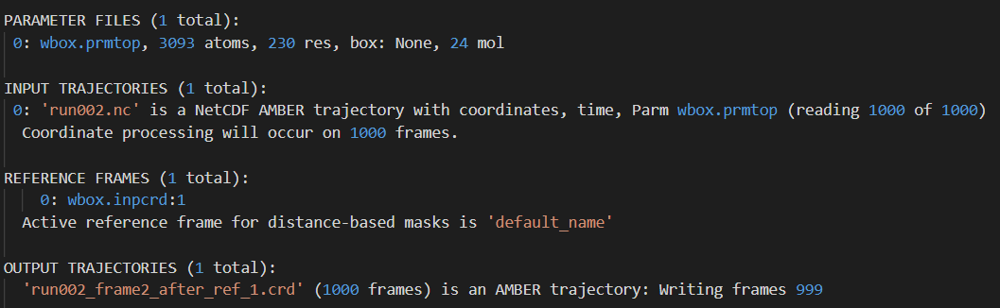 PARAMETER FILES (1 total):
0: wbox.prmtop, 3093 atoms, 230 res, box: None, 24 mol
INPUT TRAJECTORIES (1 total):
0: 'run002.nc' is a NetCDF AMBER trajectory with coordinates, time, Parm wbox.prmtop (reading 1000 of 1000)
Coordinate processing will occur on 1000 frames.
REFERENCE FRAMES (1 total):
0: wbox.inpcrd:1
Active reference frame for distance-based masks is 'default_name'
OUTPUT TRAJECTORIES (1 total):
'run002_frame2_after_ref_1.crd' (1000 frames) is an AMBER trajectory: Writing frames 999